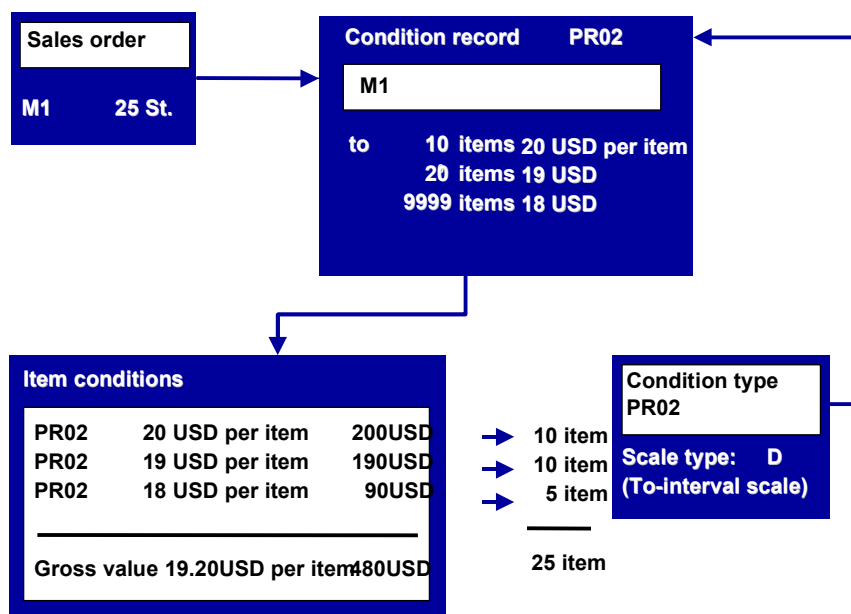 Sales order
M1 25 St.
Condition record PR02
M1
to 10 items 20 USD per item
20 items 19 USD
9999 items 18 USD
Item conditions
PR02 20 USD per item 200USD
PR02 19 USD per item 190USD
PR02 18 USD per item 90USD
Gross value 19.20USD per item 480USD
10 item
10 item
5 item
25 item
Condition type
PR02
Scale type: D
(To-interval scale)